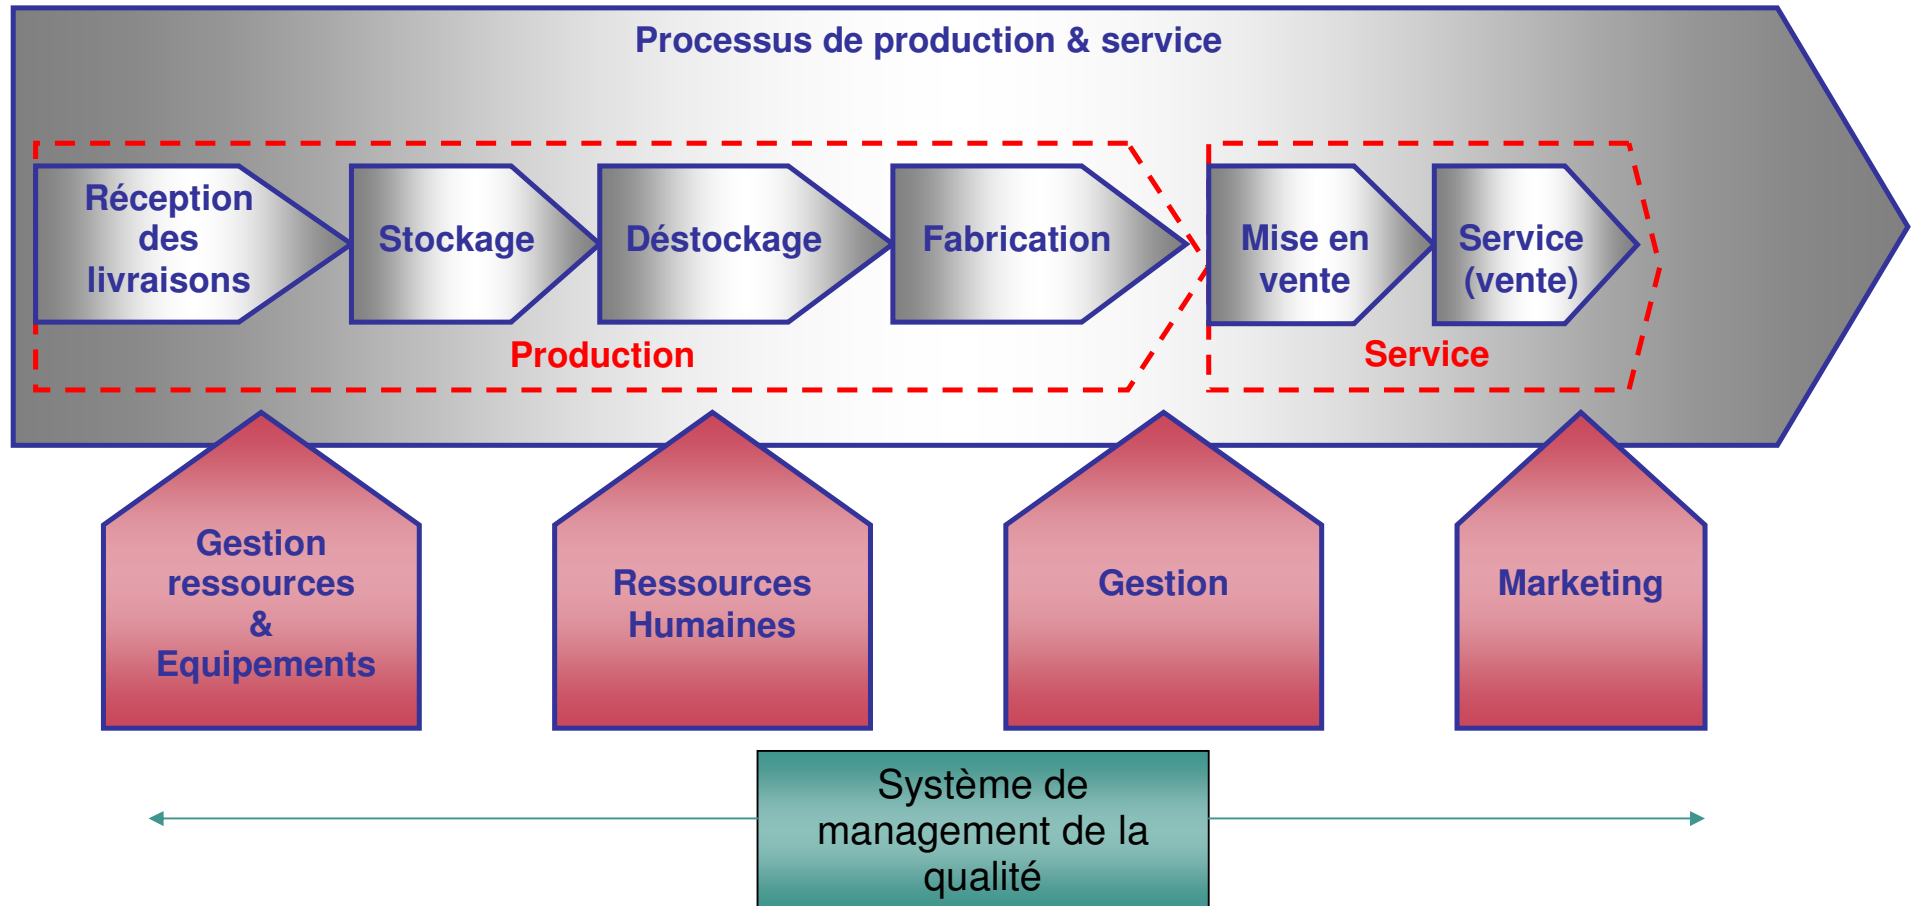 Processus de production & service
Réception
des
livraisons
Stockage
Déstockage
Fabrication
Mise en
vente
Service
(vente)
Production
Service
Gestion
ressources
&
Equipements
Ressources
Humaines
Gestion
Marketing
Système de
management de la
qualité